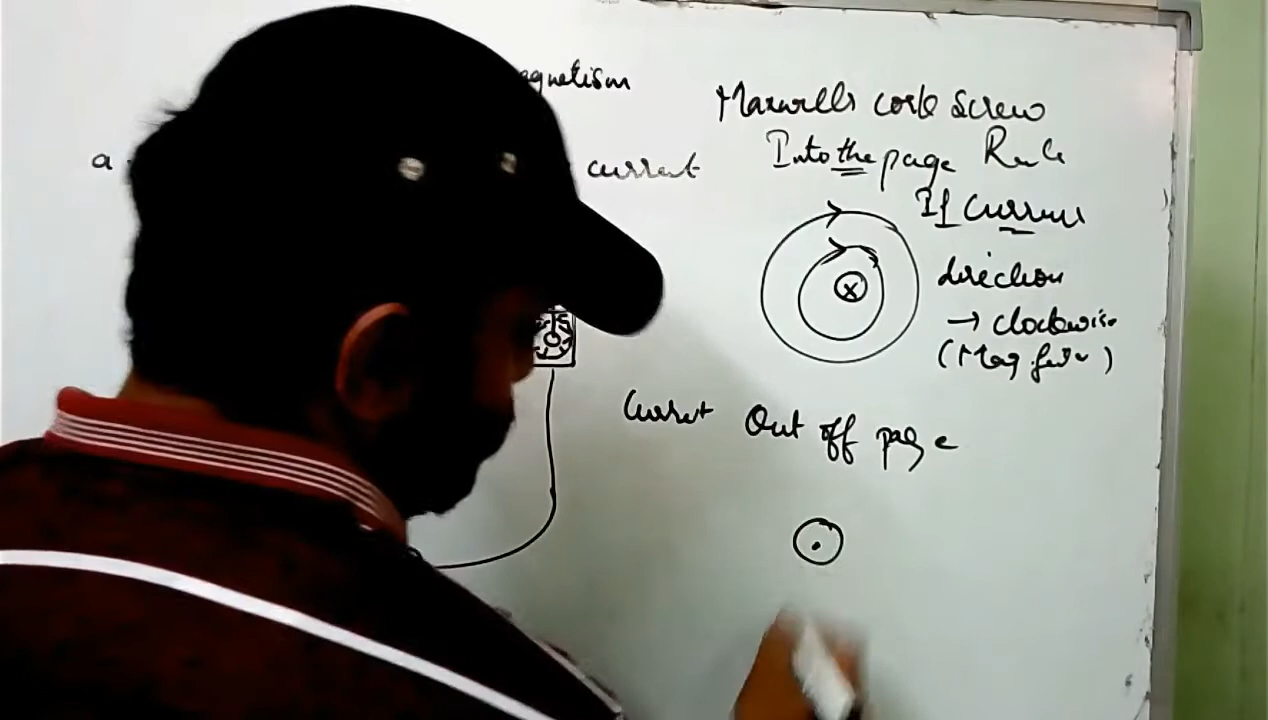 agnetism
a
current
Maxwells cork Screw
Into the page Rule
If Current
direction
→ clockwise
(Mag field)
Current Out off page